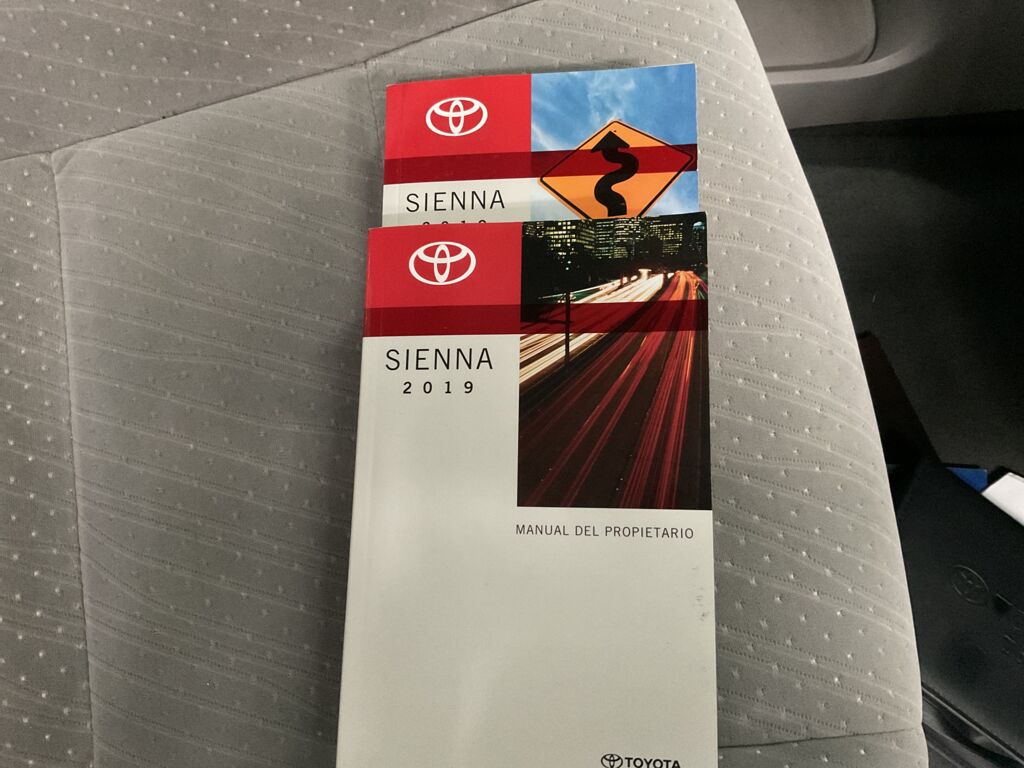 SIENNA
SIENNA
2019
MANUAL DEL PROPIETARIO
TOYOTA